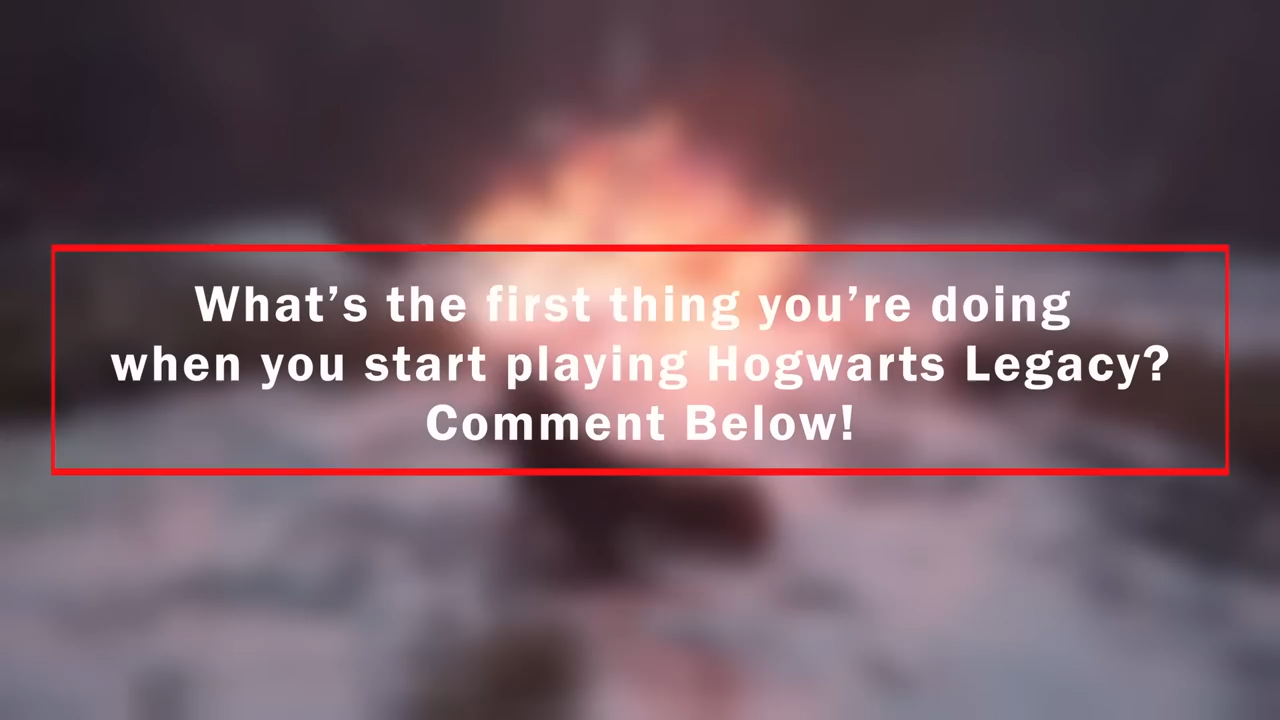 What’s the first thing you’re doing
when you start playing Hogwarts Legacy?
Comment Below!